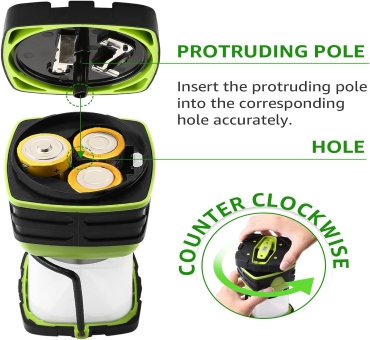 PROTRUDING POLE
Insert the protruding pole
into the corresponding
hole accurately.
HOLE
COUNTER CLOCKWISE